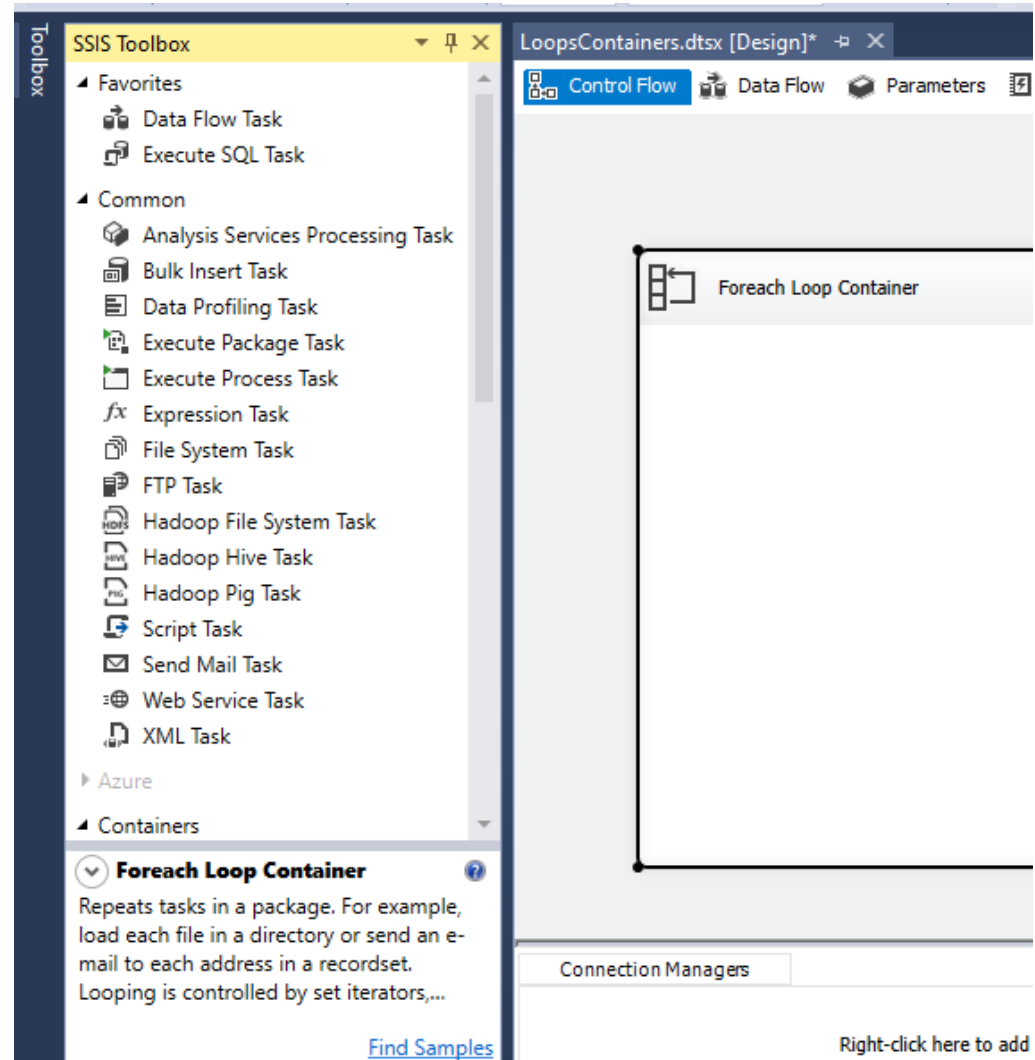 Toolbox
SSIS Toolbox
Favorites
Data Flow Task
Execute SQL Task
Common
Analysis Services Processing Task
Bulk Insert Task
Data Profiling Task
Execute Package Task
Execute Process Task
fx Expression Task
File System Task
FTP Task
HDFS Hadoop File System Task
HIVE Hadoop Hive Task
PIG Hadoop Pig Task
Script Task
Send Mail Task
Web Service Task
XML Task
Azure
Containers
Foreach Loop Container
Repeats tasks in a package. For example,
load each file in a directory or send an e-
mail to each address in a recordset.
Looping is controlled by set iterators,...
Find Samples
LoopsContainers.dtsx [Design]*
Control Flow Data Flow Parameters
Foreach Loop Container
Connection Managers
Right-click here to add